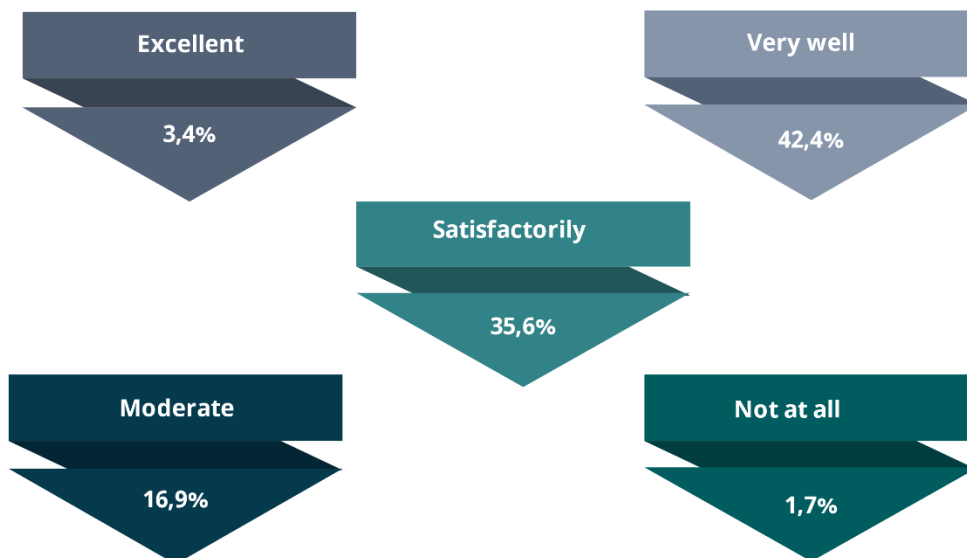 Excellent
3,4%
Very well
42,4%
Satisfactorily
35,6%
Moderate
16,9%
Not at all
1,7%